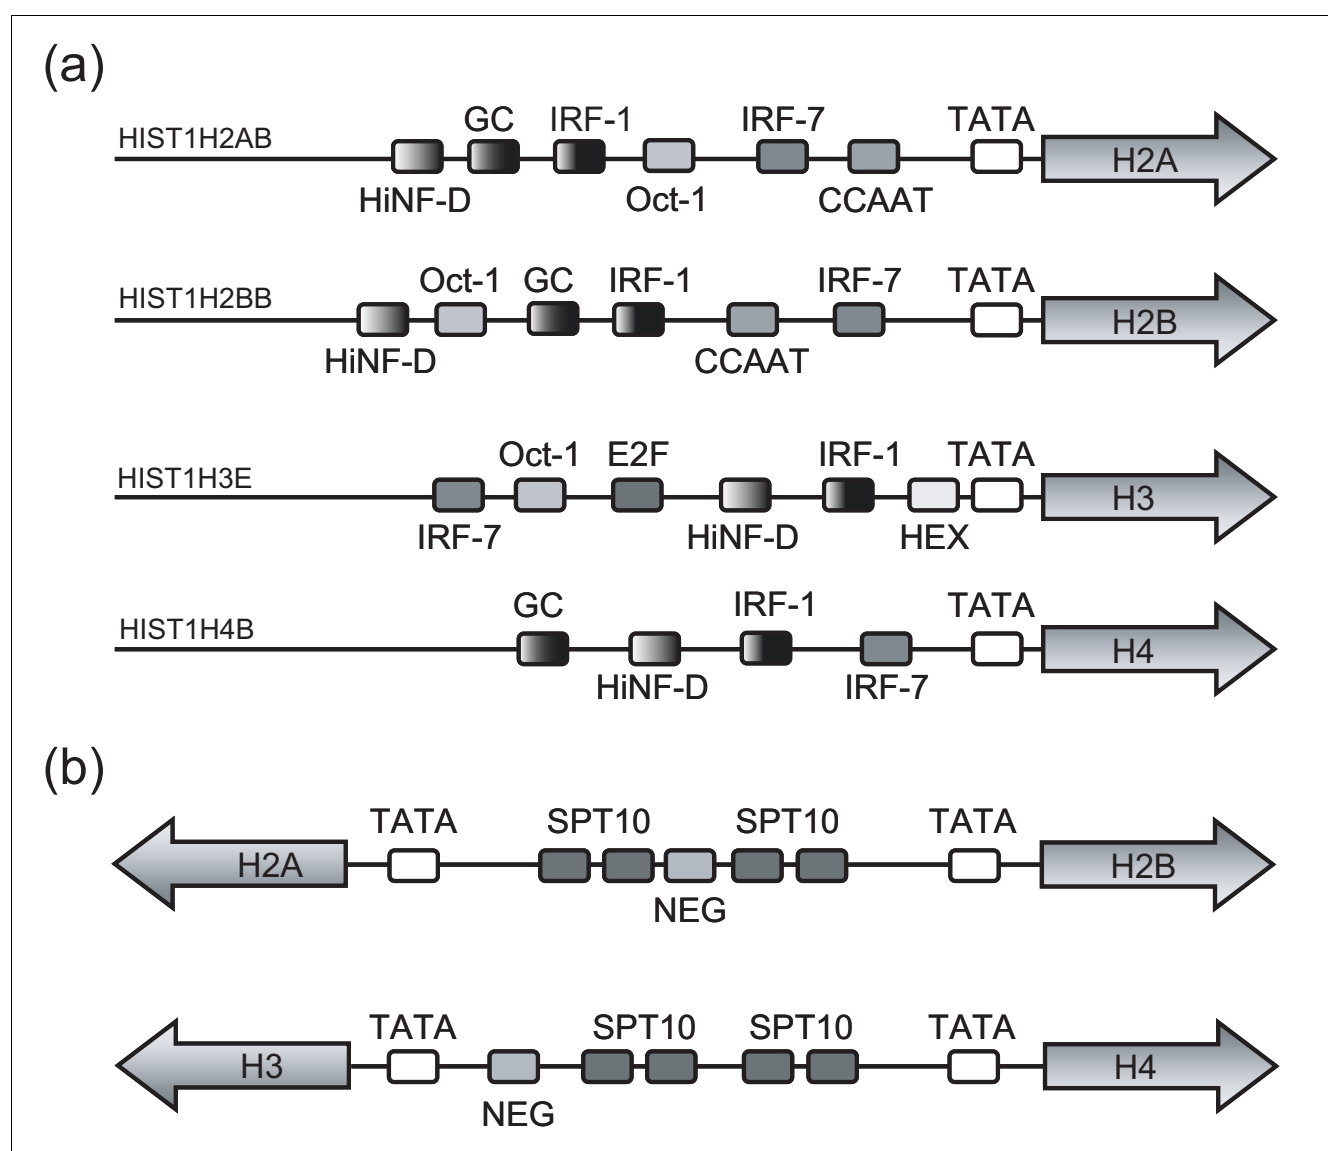 (a)
GC IRF-1 IRF-7 TATA
HIST1H2AB H2A
HiNF-D Oct-1 CCAAT
Oct-1 GC IRF-1 IRF-7 TATA
HIST1H2BB H2B
HiNF-D CCAAT
Oct-1 E2F IRF-1 TATA
HIST1H3E H3
IRF-7 HiNF-D HEX
GC IRF-1 TATA
HIST1H4B H4
HiNF-D IRF-7
(b)
TATA SPT10 SPT10 TATA
H2A H2B
NEG
TATA SPT10 SPT10 TATA
H3 H4
NEG